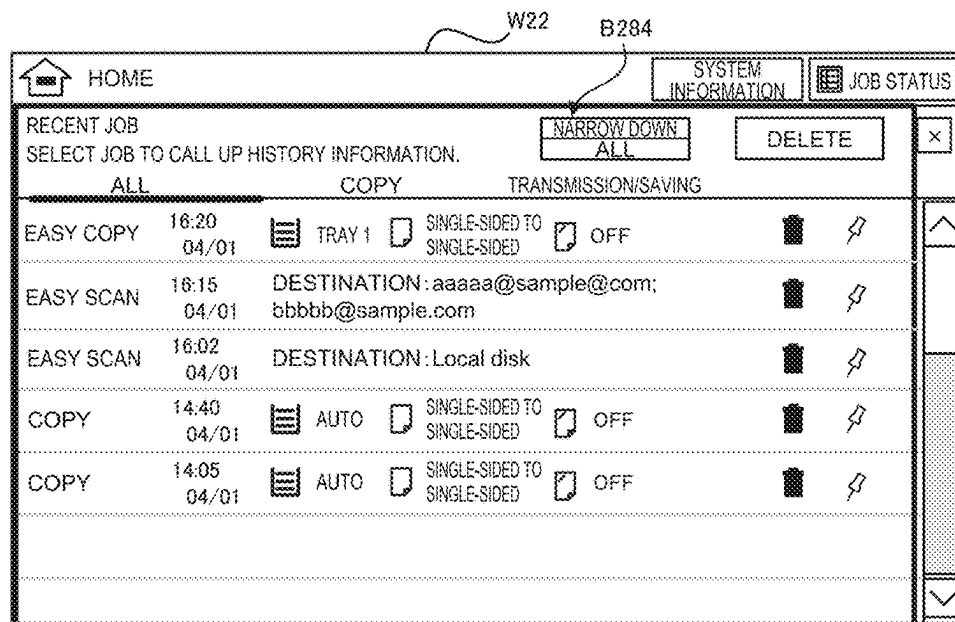 W22
B284
HOME
SYSTEM
INFORMATION
JOB STATUS
RECENT JOB
NARROW DOWN
ALL
DELETE
×
SELECT JOB TO CALL UP HISTORY INFORMATION.
ALL COPY TRANSMISSION/SAVING
EASY COPY 16:20 04/01 TRAY 1 SINGLE-SIDED TO SINGLE-SIDED OFF
EASY SCAN 16:15 04/01 DESTINATION:aaaaa@sample@com;
bbbbb@sample.com
EASY SCAN 16:02 04/01 DESTINATION:Local disk
COPY 14:40 04/01 AUTO SINGLE-SIDED TO SINGLE-SIDED OFF
COPY 14:05 04/01 AUTO SINGLE-SIDED TO SINGLE-SIDED OFF